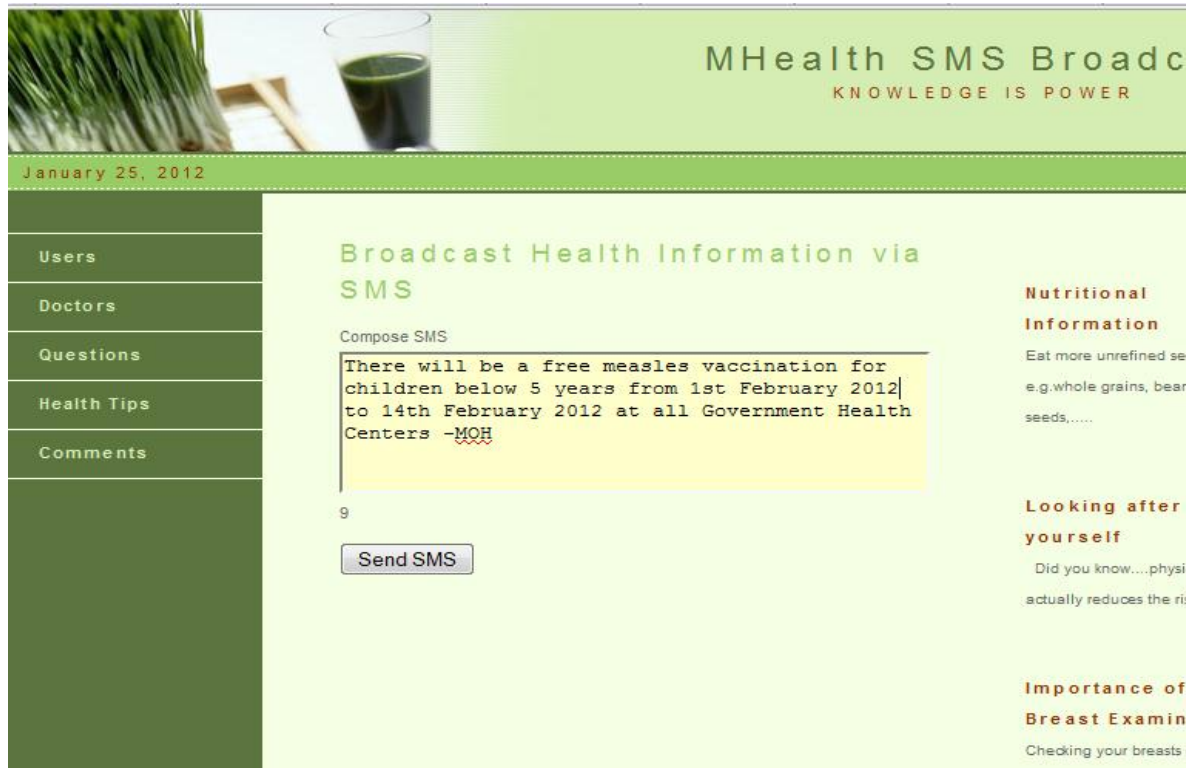 MHealth SMS Broadc
KNOWLEDGE IS POWER
January 25, 2012
Users
Doctors
Questions
Health Tips
Comments
Broadcast Health Information via
SMS
Compose SMS
There will be a free measles vaccination for
children below 5 years from 1st February 2012
to 14th February 2012 at all Government Health
Centers -MOH
9
Send SMS
Nutritional
Information
Eat more unrefined se
e.g.whole grains, bean
seeds,.....
Looking after
yourself
Did you know....physi
actually reduces the ris
Importance of
Breast Examin
Checking your breasts